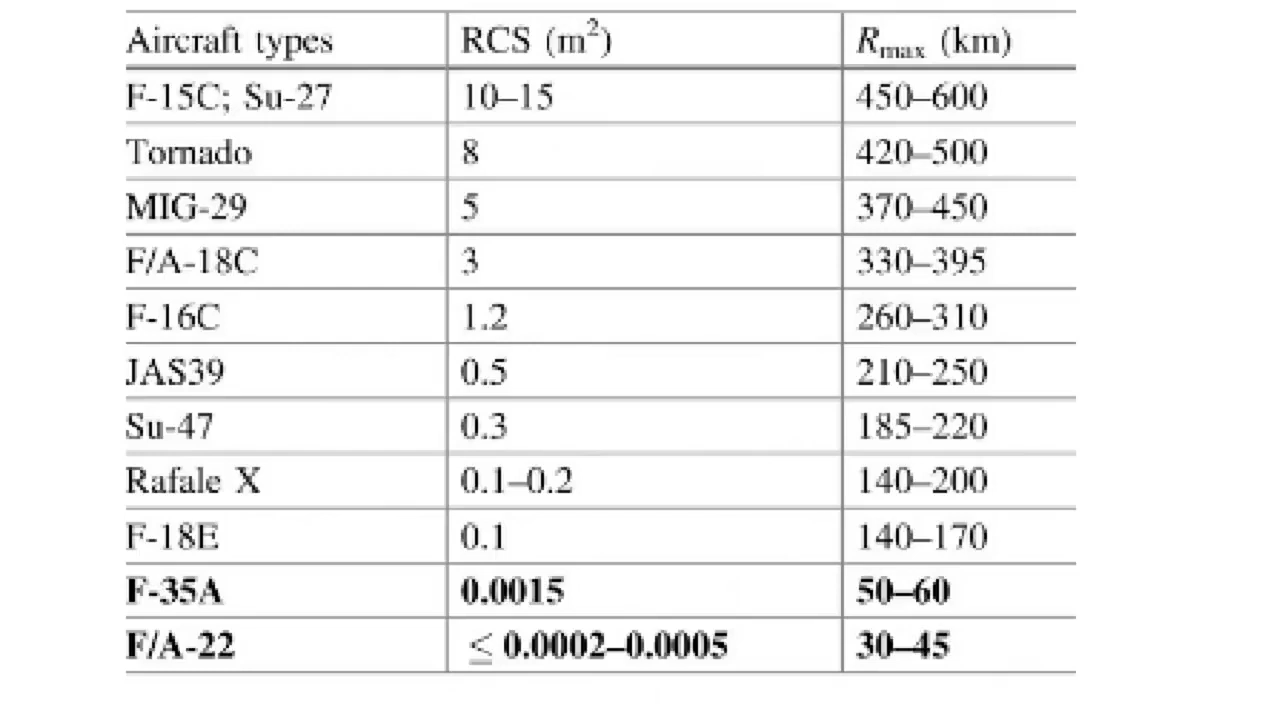 Aircraft types RCS (m²) Rmax (km)
F-15C; Su-27 10–15 450–600
Tornado 8 420–500
MIG-29 5 370–450
F/A-18C 3 330–395
F-16C 1.2 260–310
JAS39 0.5 210–250
Su-47 0.3 185–220
Rafale X 0.1–0.2 140–200
F-18E 0.1 140–170
F-35A 0.0015 50–60
F/A-22 ≤ 0.0002–0.0005 30–45